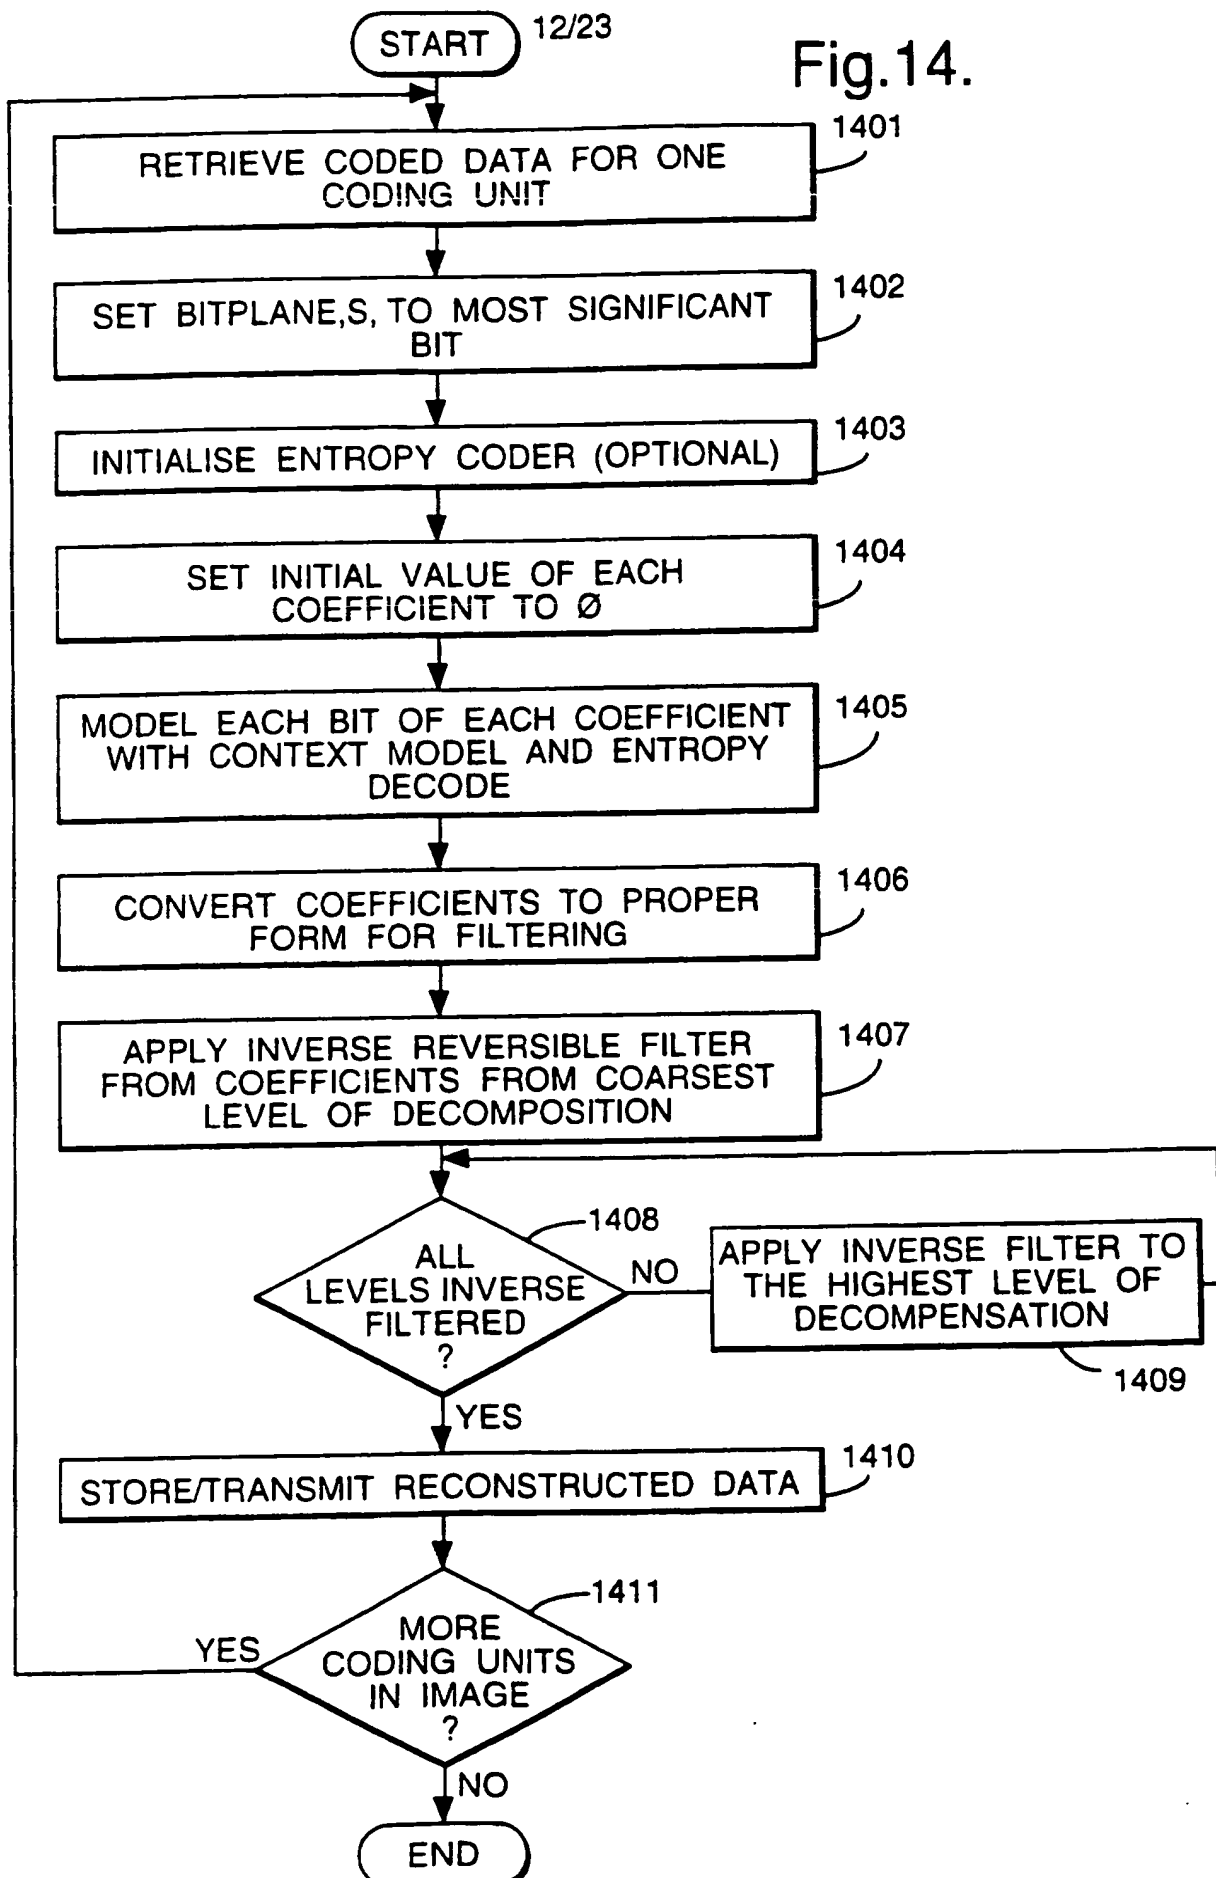 START
12/23
Fig.14.
1401
RETRIEVE CODED DATA FOR ONE
CODING UNIT
1402
SET BITPLANE,S, TO MOST SIGNIFICANT
BIT
1403
INITIALISE ENTROPY CODER (OPTIONAL)
1404
SET INITIAL VALUE OF EACH
COEFFICIENT TO Ø
1405
MODEL EACH BIT OF EACH COEFFICIENT
WITH CONTEXT MODEL AND ENTROPY
DECODE
1406
CONVERT COEFFICIENTS TO PROPER
FORM FOR FILTERING
1407
APPLY INVERSE REVERSIBLE FILTER
FROM COEFFICIENTS FROM COARSEST
LEVEL OF DECOMPOSITION
1408
ALL
LEVELS INVERSE
FILTERED
?
NO
APPLY INVERSE FILTER TO
THE HIGHEST LEVEL OF
DECOMPENSATION
1409
YES
1410
STORE/TRANSMIT RECONSTRUCTED DATA
1411
MORE
CODING UNITS
IN IMAGE
?
YES
NO
END